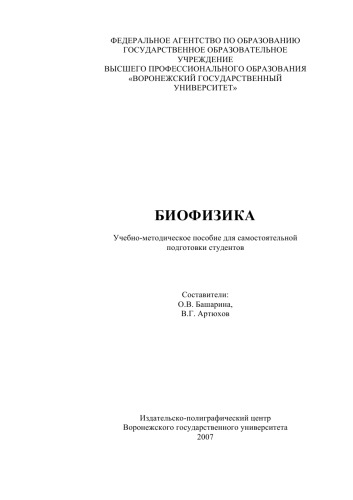 ФЕДЕРАЛЬНОЕ АГЕНТСТВО ПО ОБРАЗОВАНИЮ
ГОСУДАРСТВЕННОЕ ОБРАЗОВАТЕЛЬНОЕ
УЧРЕЖДЕНИЕ
ВЫСШЕГО ПРОФЕССИОНАЛЬНОГО ОБРАЗОВАНИЯ
«ВОРОНЕЖСКИЙ ГОСУДАРСТВЕННЫЙ
УНИВЕРСИТЕТ»
БИОФИЗИКА
Учебно-методическое пособие для самостоятельной
подготовки студентов
Составители:
О.В. Башарина,
В.Г. Артюхов
Издательско-полиграфический центр
Воронежского государственного университета
2007